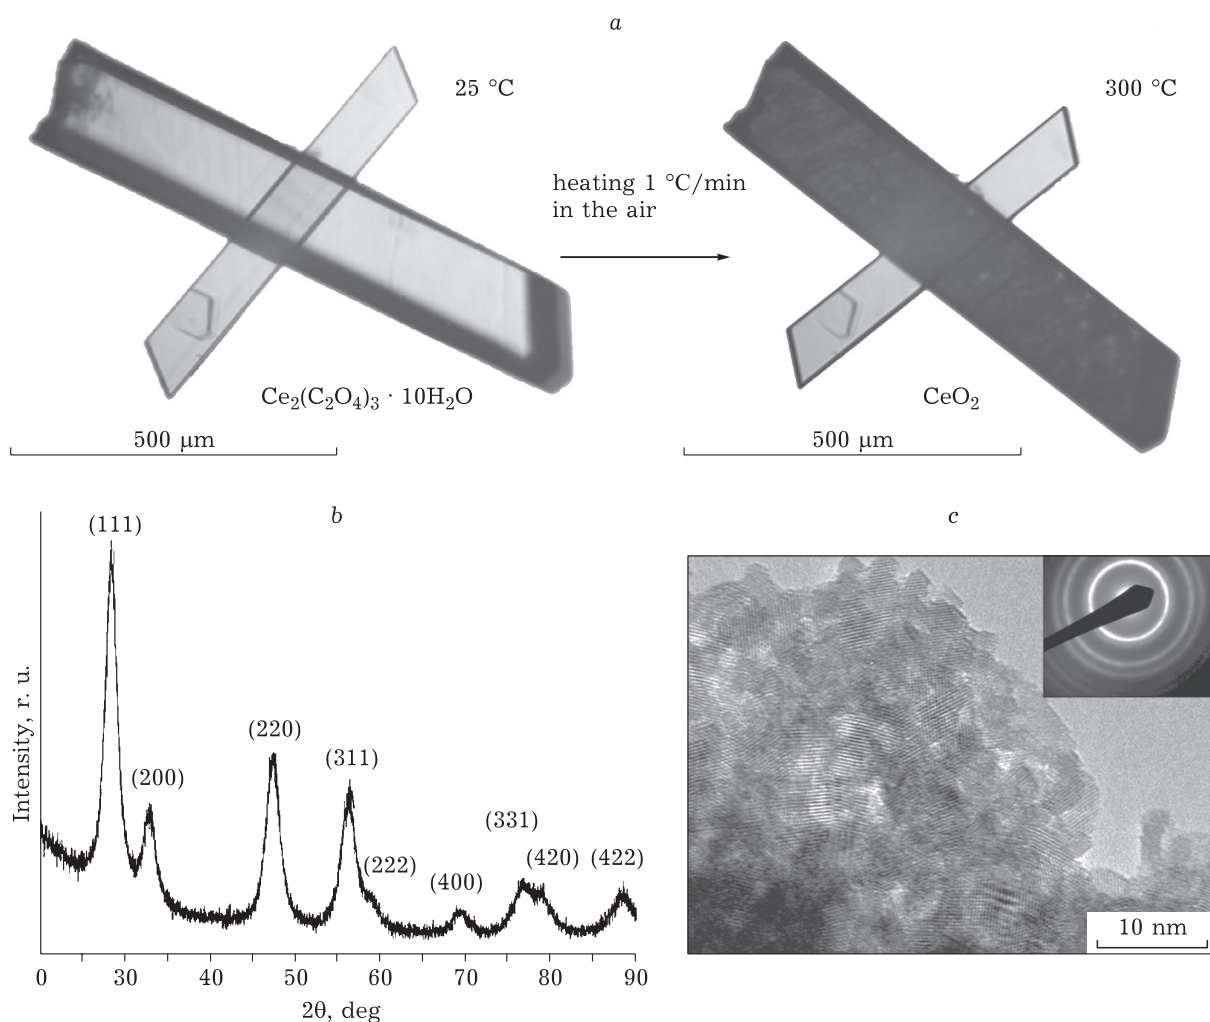 a
25 °C
300 °C
heating 1 °C/min
in the air
Ce₂(C₂O₄)₃ · 10H₂O
CeO₂
500 μm
500 μm
b
c
(111)
(200)
(220)
(311)
(222)
(400)
(331)
(420)
(422)
Intensity, r. u.
0 30 40 50 60 70 80 90
2θ, deg
10 nm